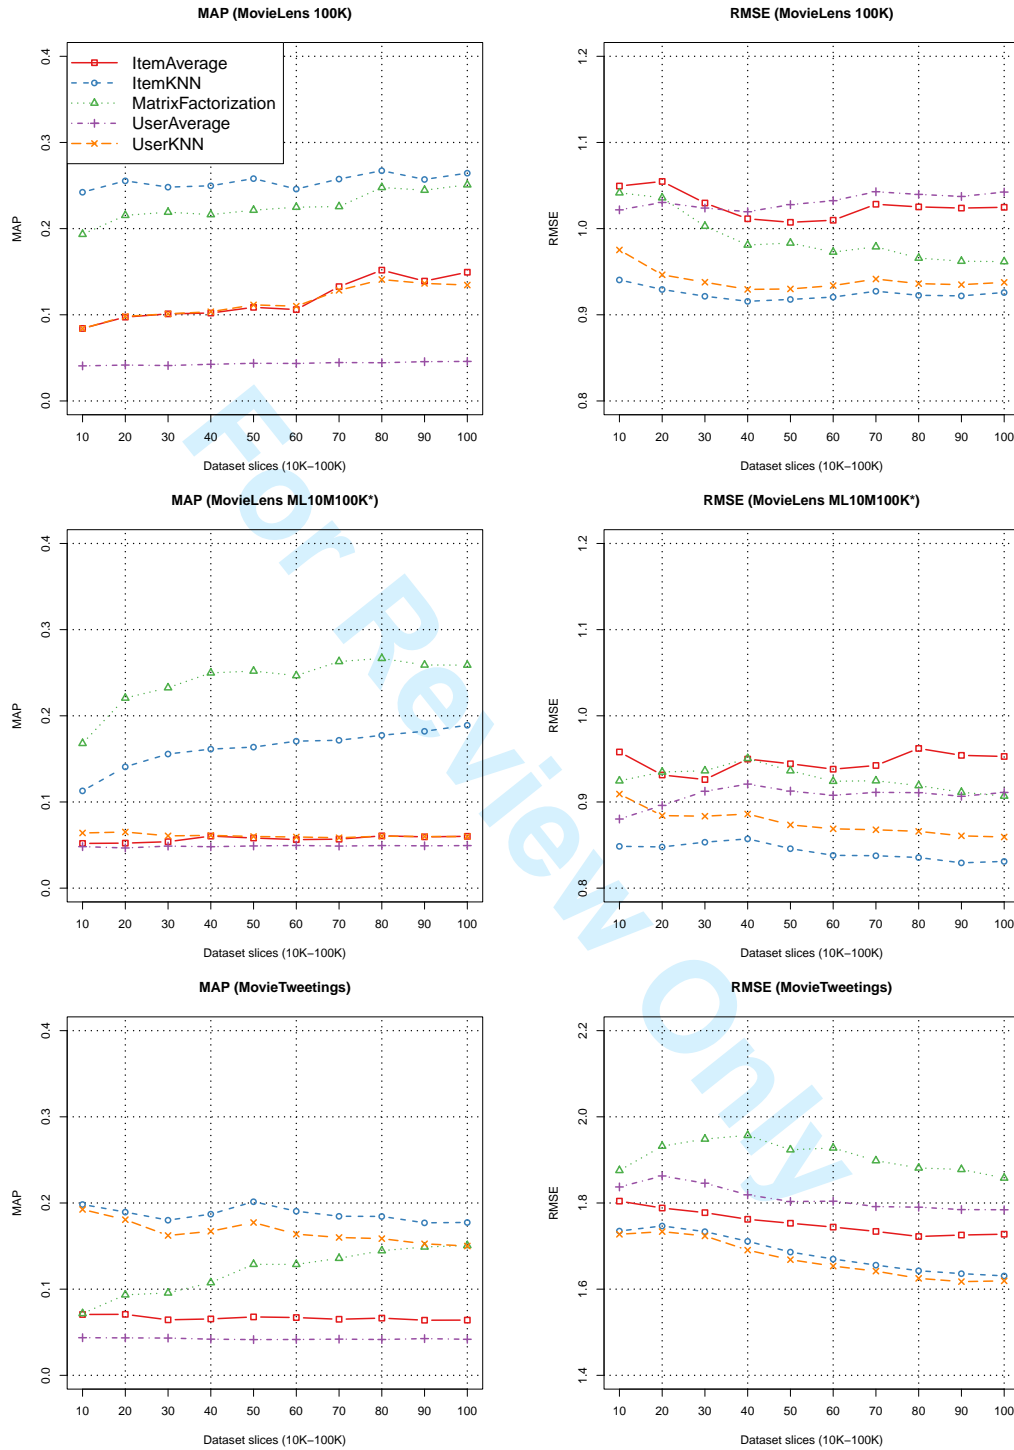 MAP (MovieLens 100K)
0.0 0.1 0.2 0.3 0.4
MAP
ItemAverage
ItemKNN
MatrixFactorization
UserAverage
UserKNN
10 20 30 40 50 60 70 80 90 100
Dataset slices (10K−100K)
RMSE (MovieLens 100K)
0.8 0.9 1.0 1.1 1.2
RMSE
10 20 30 40 50 60 70 80 90 100
Dataset slices (10K−100K)
MAP (MovieLens ML10M100K*)
0.0 0.1 0.2 0.3 0.4
MAP
10 20 30 40 50 60 70 80 90 100
Dataset slices (10K−100K)
RMSE (MovieLens ML10M100K*)
0.8 0.9 1.0 1.1 1.2
RMSE
10 20 30 40 50 60 70 80 90 100
Dataset slices (10K−100K)
MAP (MovieTweetings)
0.0 0.1 0.2 0.3 0.4
MAP
10 20 30 40 50 60 70 80 90 100
Dataset slices (10K−100K)
RMSE (MovieTweetings)
1.4 1.6 1.8 2.0 2.2
RMSE
10 20 30 40 50 60 70 80 90 100
Dataset slices (10K−100K)
For Review Only